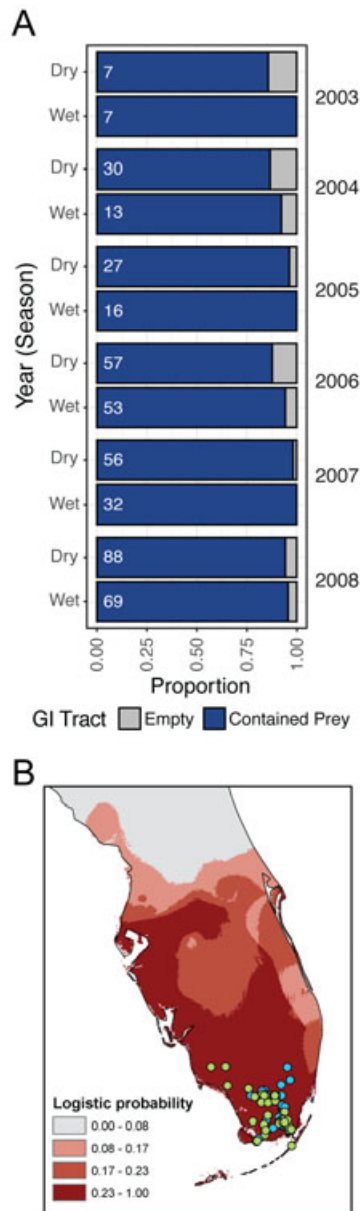 A
Year (Season)
Dry 7
Wet 7
2003
Dry 30
Wet 13
2004
Dry 27
Wet 16
2005
Dry 57
Wet 53
2006
Dry 56
Wet 32
2007
Dry 88
Wet 69
2008
0.00 0.25 0.50 0.75 1.00
Proportion
GI Tract Empty Contained Prey
B
Logistic probability
0.00 - 0.08
0.08 - 0.17
0.17 - 0.23
0.23 - 1.00